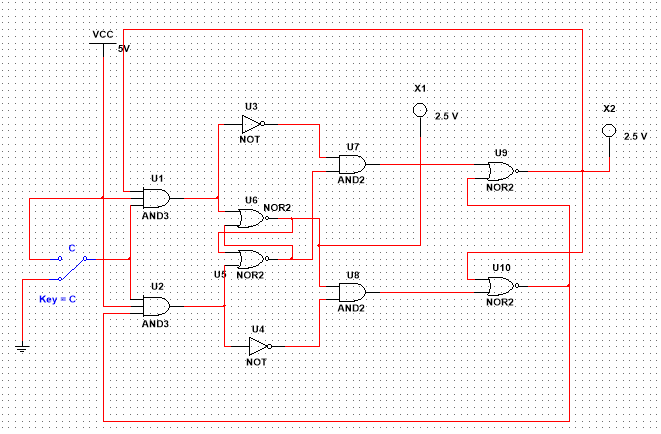 VCC
5V
X1
2.5 V
X2
2.5 V
U3
NOT
U7
AND2
U9
NOR2
U1
AND3
U6
NOR2
C
Key = C
U5
NOR2
U2
AND3
U8
AND2
U10
NOR2
U4
NOT